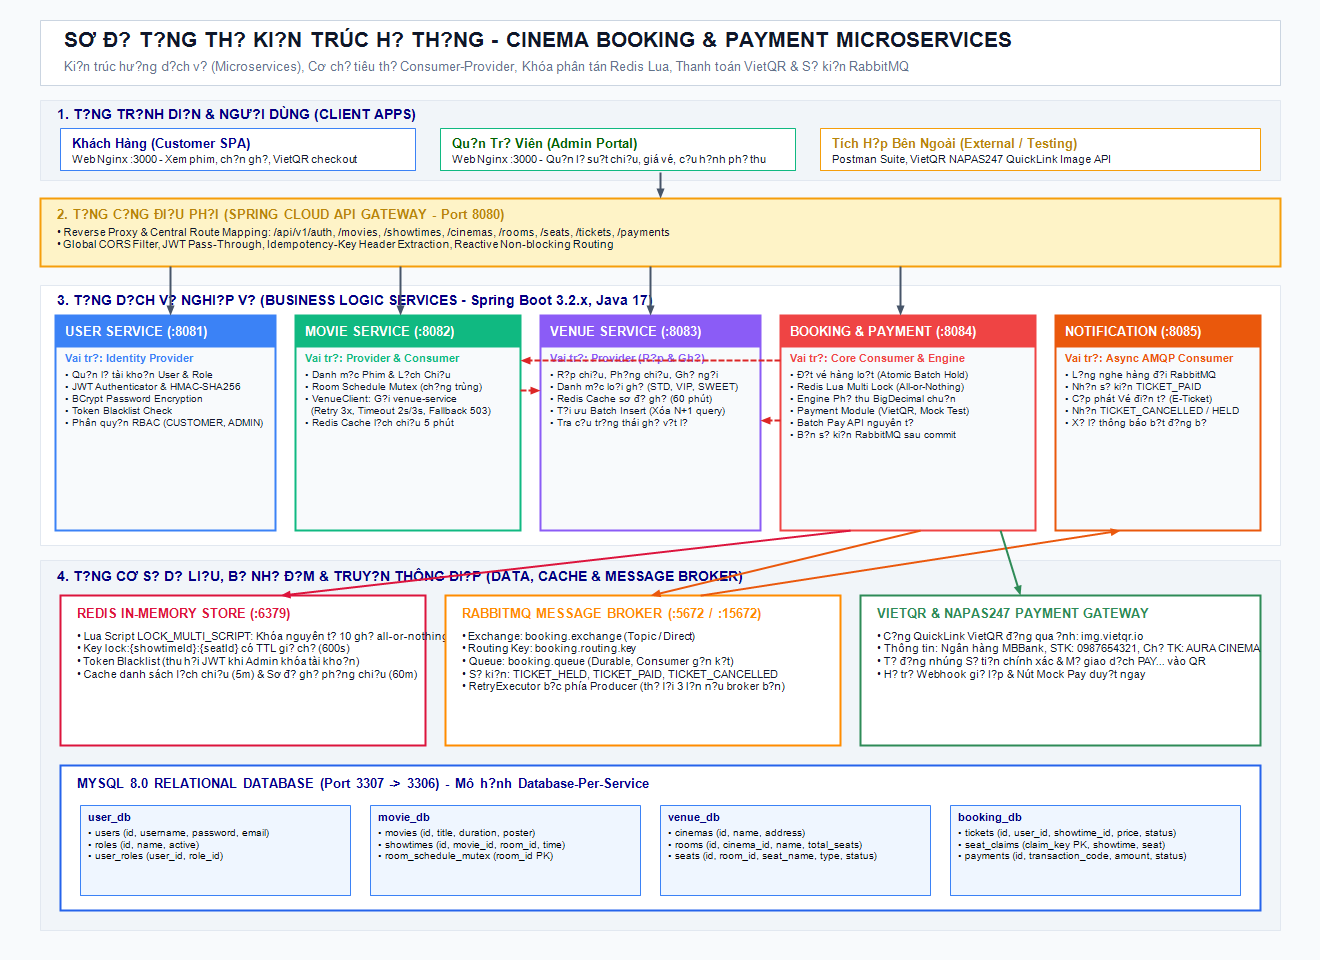 SƠ Đ? T?NG TH? KI?N TRÚC H? TH?NG - CINEMA BOOKING & PAYMENT MICROSERVICES
Ki?n trúc hư?ng d?ch v? (Microservices), Cơ ch? tiêu th? Consumer-Provider, Khóa phân tán Redis Lua, Thanh toán VietQR & S? ki?n RabbitMQ
1. T?NG TR?NH DI?N & NGƯ?I DÙNG (CLIENT APPS)
Khách Hàng (Customer SPA)
Web Nginx :3000 - Xem phim, ch?n gh?, VietQR checkout
Qu?n Tr? Viên (Admin Portal)
Web Nginx :3000 - Qu?n l? su?t chi?u, giá vé, c?u h?nh ph? thu
Tích H?p Bên Ngoài (External / Testing)
Postman Suite, VietQR NAPAS247 QuickLink Image API
2. T?NG C?NG ĐI?U PH?I (SPRING CLOUD API GATEWAY - Port 8080)
• Reverse Proxy & Central Route Mapping: /api/v1/auth, /movies, /showtimes, /cinemas, /rooms, /seats, /tickets, /payments
• Global CORS Filter, JWT Pass-Through, Idempotency-Key Header Extraction, Reactive Non-blocking Routing
3. T?NG D?CH V? NGHI?P V? (BUSINESS LOGIC SERVICES - Spring Boot 3.2.x, Java 17)
USER SERVICE (:8081)
Vai tr?: Identity Provider
• Qu?n l? tài kho?n User & Role
• JWT Authenticator & HMAC-SHA256
• BCrypt Password Encryption
• Token Blacklist Check
• Phân quy?n RBAC (CUSTOMER, ADMIN)
MOVIE SERVICE (:8082)
Vai tr?: Provider & Consumer
• Danh m?c Phim & L?ch Chi?u
• Room Schedule Mutex (ch?ng trùng)
• VenueClient: G?i venue-service
(Retry 3x, Timeout 2s/3s, Fallback 503)
• Redis Cache l?ch chi?u 5 phút
VENUE SERVICE (:8083)
Vai tr?: Provider (R?p & Gh?)
• R?p chi?u, Ph?ng chi?u, Gh? ng?i
• Danh m?c lo?i gh? (STD, VIP, SWEET)
• Redis Cache sơ đ? gh? (60 phút)
• T?i ưu Batch Insert (Xóa N+1 query)
• Tra c?u tr?ng thái gh? v?t l?
BOOKING & PAYMENT (:8084)
Vai tr?: Core Consumer & Engine
• Đ?t vé hàng lo?t (Atomic Batch Hold)
• Redis Lua Multi Lock (All-or-Nothing)
• Engine Ph? thu BigDecimal chu?n
• Payment Module (VietQR, Mock Test)
• Batch Pay API nguyên t?
• B?n s? ki?n RabbitMQ sau commit
NOTIFICATION (:8085)
Vai tr?: Async AMQP Consumer
• L?ng nghe hàng đ?i RabbitMQ
• Nh?n s? ki?n TICKET_PAID
• C?p phát Vé đi?n t? (E-Ticket)
• Nh?n TICKET_CANCELLED / HELD
• X? l? thông báo b?t đ?ng b?
4. T?NG CƠ S? D? LI?U, B? NH? Đ?M & TRUY?N THÔNG ĐI?P (DATA, CACHE & MESSAGE BROKER)
REDIS IN-MEMORY STORE (:6379)
• Lua Script LOCK_MULTI_SCRIPT: Khóa nguyên t? 10 gh? all-or-nothing
• Key lock:{showtimeId}:{seatId} có TTL gi? ch? (600s)
• Token Blacklist (thu h?i JWT khi Admin khóa tài kho?n)
• Cache danh sách l?ch chi?u (5m) & Sơ đ? gh? ph?ng chi?u (60m)
RABBITMQ MESSAGE BROKER (:5672 / :15672)
• Exchange: booking.exchange (Topic / Direct)
• Routing Key: booking.routing.key
• Queue: booking.queue (Durable, Consumer g?n k?t)
• S? ki?n: TICKET_HELD, TICKET_PAID, TICKET_CANCELLED
• RetryExecutor b?c phía Producer (th? l?i 3 l?n n?u broker b?n)
VIETQR & NAPAS247 PAYMENT GATEWAY
• C?ng QuickLink VietQR đ?ng qua ?nh: img.vietqr.io
• Thông tin: Ngân hàng MBBank, STK: 0987654321, Ch? TK: AURA CINEMA
• T? đ?ng nhúng S? ti?n chính xác & M? giao d?ch PAY... vào QR
• H? tr? Webhook gi? l?p & Nút Mock Pay duy?t ngay
MYSQL 8.0 RELATIONAL DATABASE (Port 3307 -> 3306) - Mô h?nh Database-Per-Service
user_db
• users (id, username, password, email)
• roles (id, name, active)
• user_roles (user_id, role_id)
movie_db
• movies (id, title, duration, poster)
• showtimes (id, movie_id, room_id, time)
• room_schedule_mutex (room_id PK)
venue_db
• cinemas (id, name, address)
• rooms (id, cinema_id, name, total_seats)
• seats (id, room_id, seat_name, type, status)
booking_db
• tickets (id, user_id, showtime_id, price, status)
• seat_claims (claim_key PK, showtime, seat)
• payments (id, transaction_code, amount, status)